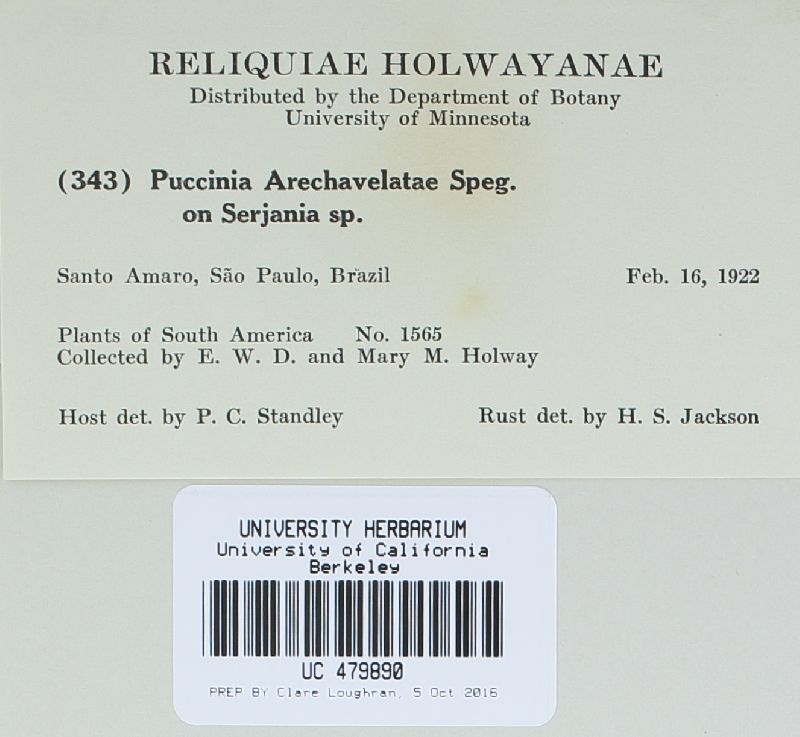 RELIQUIAE HOLWAYANAE
Distributed by the Department of Botany
University of Minnesota
(343) Puccinia Arechavelatae Speg.
on Serjania sp.
Santo Amaro, São Paulo, Brazil Feb. 16, 1922
Plants of South America No. 1565
Collected by E. W. D. and Mary M. Holway
Host det. by P. C. Standley Rust det. by H. S. Jackson
UNIVERSITY HERBARIUM
University of California
Berkeley
UC 479890
PREP BY Clare Loughran, 5 Oct 2016